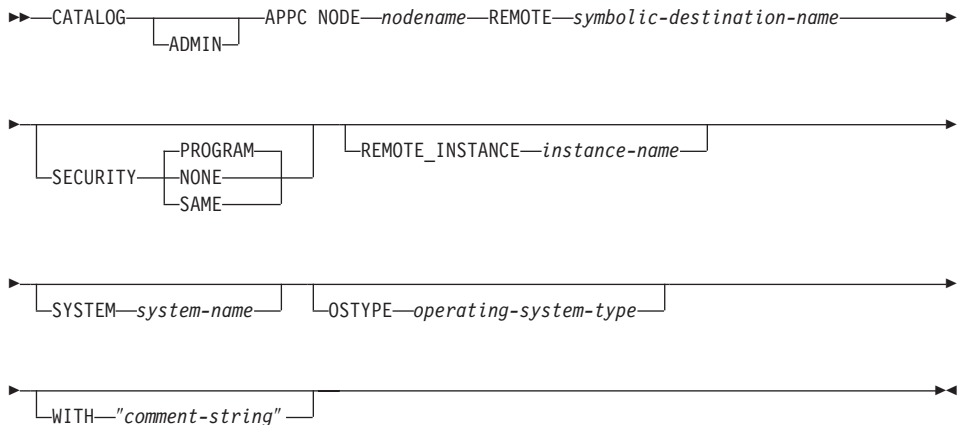 CATALOG ADMIN APPC NODE nodename REMOTE symbolic-destination-name
SECURITY PROGRAM NONE SAME REMOTE_INSTANCE instance-name
SYSTEM system-name OSTYPE operating-system-type
WITH "comment-string"